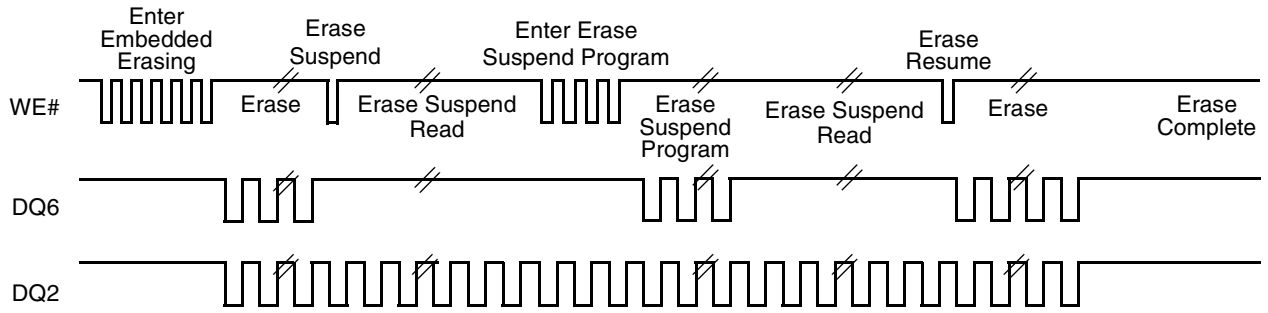 Enter
Embedded
Erasing
Erase
Suspend
Enter Erase
Suspend Program
Erase
Resume
WE#
Erase
Erase Suspend
Read
Erase
Suspend
Program
Erase Suspend
Read
Erase
Erase
Complete
DQ6
DQ2